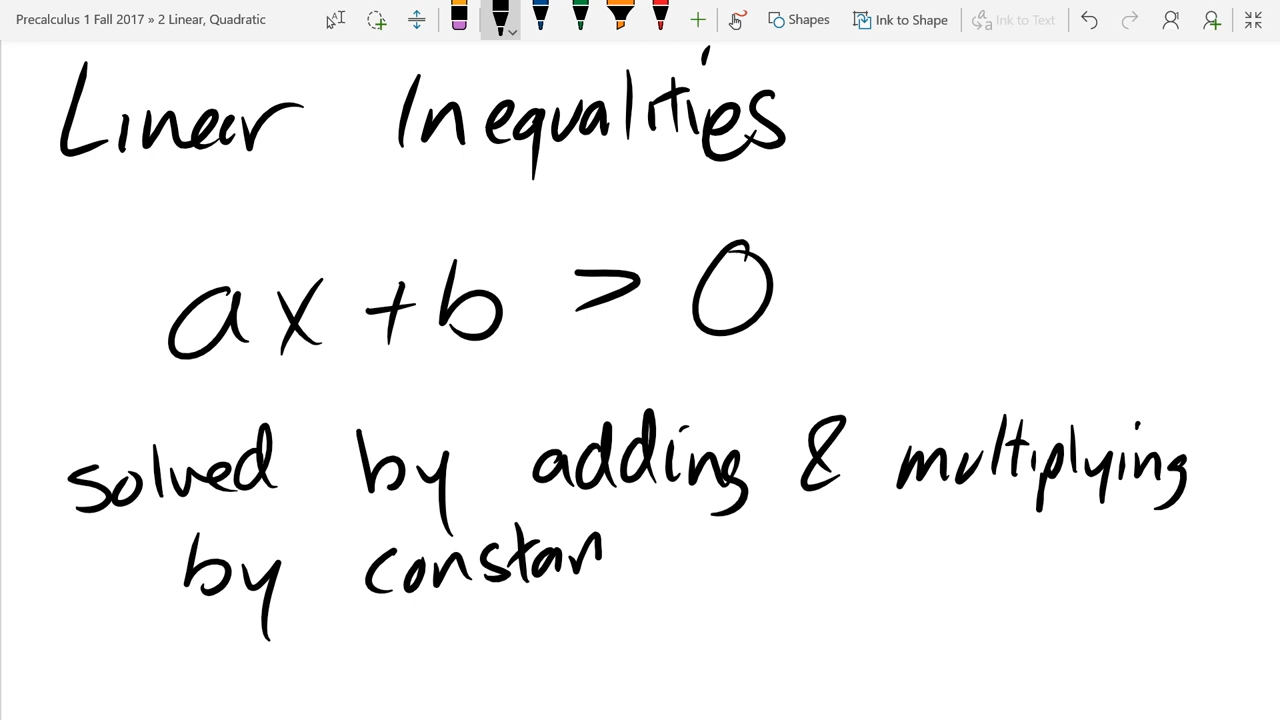 Precalculus 1 Fall 2017 » 2 Linear, Quadratic Shapes Ink to Shape Ink to Text
Linear Inequalities
ax + b > 0
solved by adding & multiplying
by constan